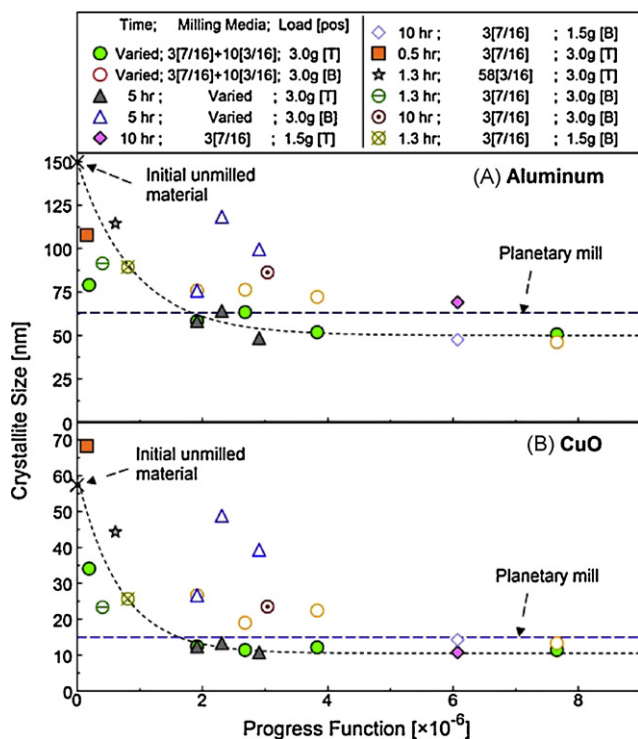 Time; Milling Media; Load [pos]
Varied; 3[7/16]+10[3/16]; 3.0g [T]
Varied; 3[7/16]+10[3/16]; 3.0g [B]
5 hr ; Varied ; 3.0g [T]
5 hr ; Varied ; 3.0g [B]
10 hr ; 3[7/16] ; 1.5g [T]
10 hr ; 3[7/16] ; 1.5g [B]
0.5 hr ; 3[7/16] ; 3.0g [T]
1.3 hr ; 58[3/16] ; 3.0g [T]
1.3 hr ; 3[7/16] ; 3.0g [B]
10 hr ; 3[7/16] ; 3.0g [B]
1.3 hr ; 3[7/16] ; 1.5g [B]
(A) Aluminum
150
125
100
75
50
25
0
Initial unmilled
material
Planetary mill
Crystallite Size [nm]
(B) CuO
70
60
50
40
30
20
10
0
Initial unmilled
material
Planetary mill
0 2 4 6 8
Progress Function [×10⁻⁶]